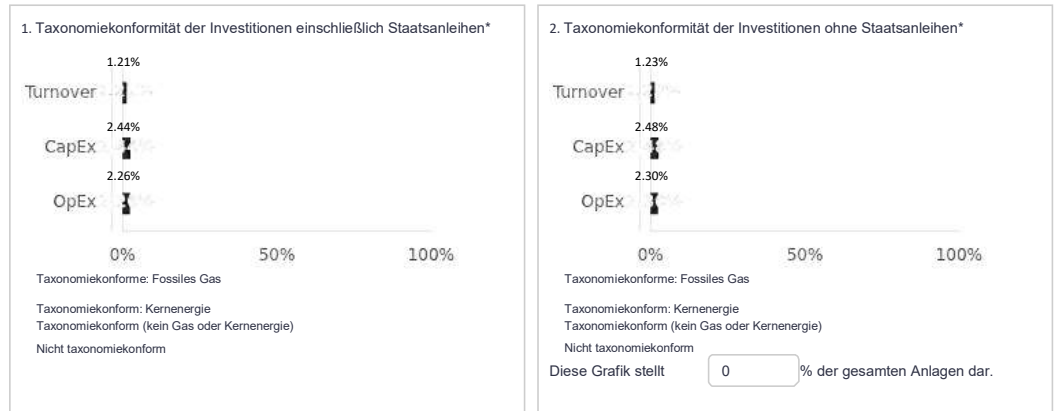 1. Taxonomiekonformität der Investitionen einschließlich Staatsanleihen*
1.21%
Turnover
2.44%
CapEx
2.26%
OpEx
0% 50% 100%
Taxonomiekonforme: Fossiles Gas
Taxonomiekonform: Kernenergie
Taxonomiekonform (kein Gas oder Kernenergie)
Nicht taxonomiekonform
2. Taxonomiekonformität der Investitionen ohne Staatsanleihen*
1.23%
Turnover
2.48%
CapEx
2.30%
OpEx
0% 50% 100%
Taxonomiekonforme: Fossiles Gas
Taxonomiekonform: Kernenergie
Taxonomiekonform (kein Gas oder Kernenergie)
Nicht taxonomiekonform
Diese Grafik stellt 0 % der gesamten Anlagen dar.